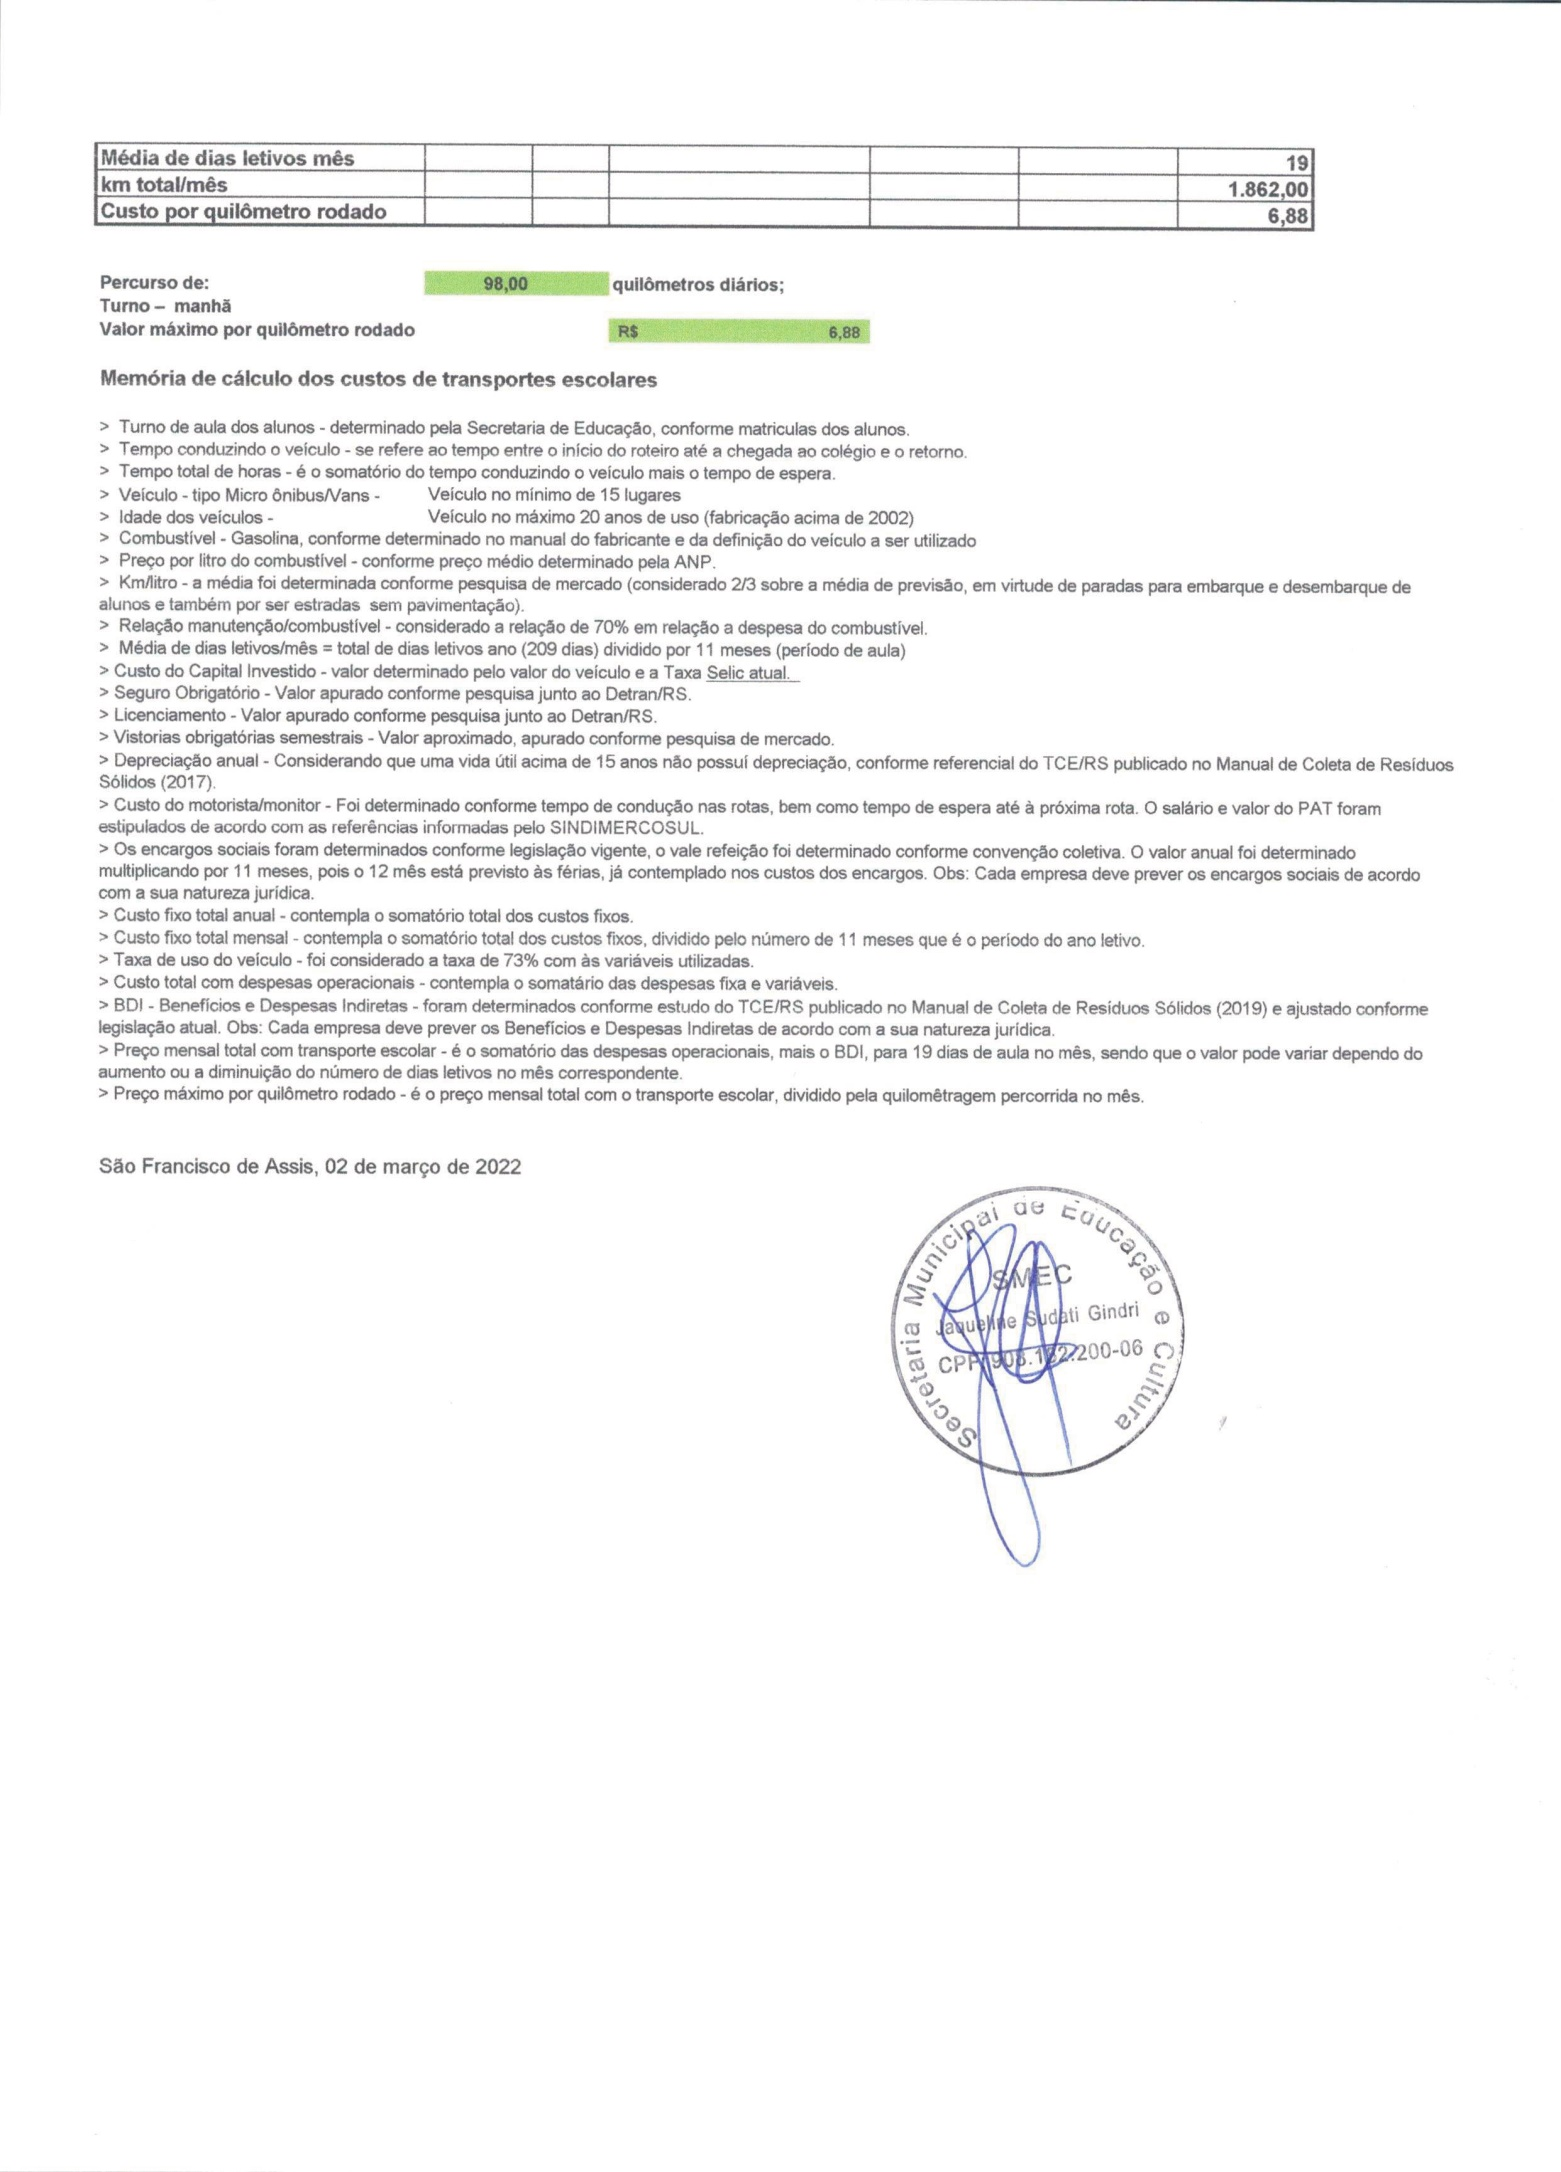 Média de dias letivos mês 19
km total/mês 1.862,00
Custo por quilômetro rodado 6,88
Percurso de: 98,00 quilômetros diários;
Turno – manhã
Valor máximo por quilômetro rodado R$ 6,88
Memória de cálculo dos custos de transportes escolares
> Turno de aula dos alunos - determinado pela Secretaria de Educação, conforme matriculas dos alunos.
> Tempo conduzindo o veículo - se refere ao tempo entre o início do roteiro até a chegada ao colégio e o retorno.
> Tempo total de horas - é o somatório do tempo conduzindo o veículo mais o tempo de espera.
> Veículo - tipo Micro ônibus/Vans - Veículo no mínimo de 15 lugares
> Idade dos veículos - Veículo no máximo 20 anos de uso (fabricação acima de 2002)
> Combustível - Gasolina, conforme determinado no manual do fabricante e da definição do veículo a ser utilizado
> Preço por litro do combustível - conforme preço médio determinado pela ANP.
> Km/litro - a média foi determinada conforme pesquisa de mercado (considerado 2/3 sobre a média de previsão, em virtude de paradas para embarque e desembarque de
alunos e também por ser estradas sem pavimentação).
> Relação manutenção/combustível - considerado a relação de 70% em relação a despesa do combustível.
> Média de dias letivos/mês = total de dias letivos ano (209 dias) dividido por 11 meses (período de aula)
> Custo do Capital Investido - valor determinado pelo valor do veículo e a Taxa Selic atual.
> Seguro Obrigatório - Valor apurado conforme pesquisa junto ao Detran/RS.
> Licenciamento - Valor apurado conforme pesquisa junto ao Detran/RS.
> Vistorias obrigatórias semestrais - Valor aproximado, apurado conforme pesquisa de mercado.
> Depreciação anual - Considerando que uma vida útil acima de 15 anos não possuí depreciação, conforme referencial do TCE/RS publicado no Manual de Coleta de Resíduos
Sólidos (2017).
> Custo do motorista/monitor - Foi determinado conforme tempo de condução nas rotas, bem como tempo de espera até à próxima rota. O salário e valor do PAT foram
estipulados de acordo com as referências informadas pelo SINDIMERCOSUL.
> Os encargos sociais foram determinados conforme legislação vigente, o vale refeição foi determinado conforme convenção coletiva. O valor anual foi determinado
multiplicando por 11 meses, pois o 12 mês está previsto às férias, já contemplado nos custos dos encargos. Obs: Cada empresa deve prever os encargos sociais de acordo
com a sua natureza jurídica.
> Custo fixo total anual - contempla o somatório total dos custos fixos.
> Custo fixo total mensal - contempla o somatório total dos custos fixos, dividido pelo número de 11 meses que é o período do ano letivo.
> Taxa de uso do veículo - foi considerado a taxa de 73% com às variáveis utilizadas.
> Custo total com despesas operacionais - contempla o somatário das despesas fixa e variáveis.
> BDI - Benefícios e Despesas Indiretas - foram determinados conforme estudo do TCE/RS publicado no Manual de Coleta de Resíduos Sólidos (2019) e ajustado conforme
legislação atual. Obs: Cada empresa deve prever os Benefícios e Despesas Indiretas de acordo com a sua natureza jurídica.
> Preço mensal total com transporte escolar - é o somatório das despesas operacionais, mais o BDI, para 19 dias de aula no mês, sendo que o valor pode variar dependo do
aumento ou a diminuição do número de dias letivos no mês correspondente.
> Preço máximo por quilômetro rodado - é o preço mensal total com o transporte escolar, dividido pela quilomêtragem percorrida no mês.
São Francisco de Assis, 02 de março de 2022
Secretaria Municipal de Educação e Cultura
SMEC
Jaqueline Sudati Gindri